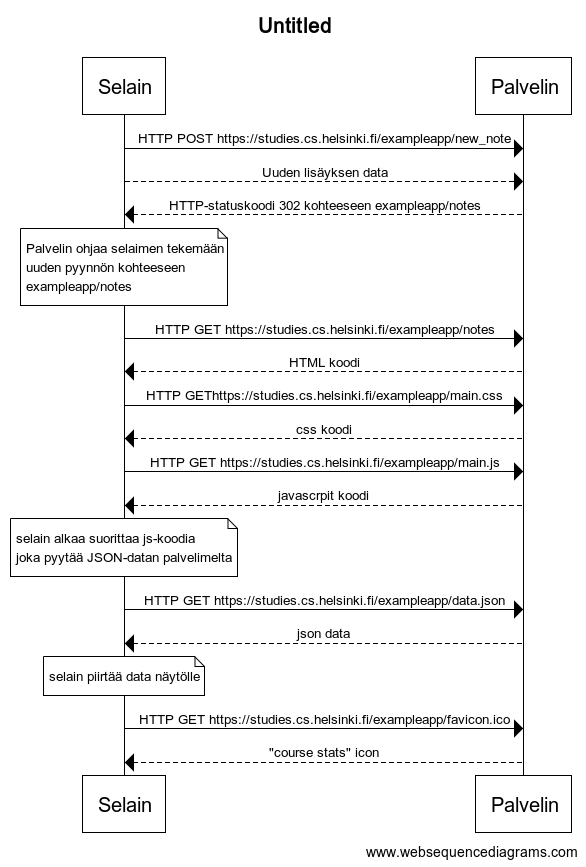 Untitled
Selain
Palvelin
HTTP POST https://studies.cs.helsinki.fi/exampleapp/new_note
Uuden lisäyksen data
HTTP-statuskoodi 302 kohteeseen exampleapp/notes
Palvelin ohjaa selaimen tekemään
uuden pyynnön kohteeseen
exampleapp/notes
HTTP GET https://studies.cs.helsinki.fi/exampleapp/notes
HTML koodi
HTTP GEThttps://studies.cs.helsinki.fi/exampleapp/main.css
css koodi
HTTP GET https://studies.cs.helsinki.fi/exampleapp/main.js
javascrpit koodi
selain alkaa suorittaa js-koodia
joka pyytää JSON-datan palvelimelta
HTTP GET https://studies.cs.helsinki.fi/exampleapp/data.json
json data
selain piirtää data näytölle
HTTP GET https://studies.cs.helsinki.fi/exampleapp/favicon.ico
"course stats" icon
Selain
Palvelin
www.websequencediagrams.com